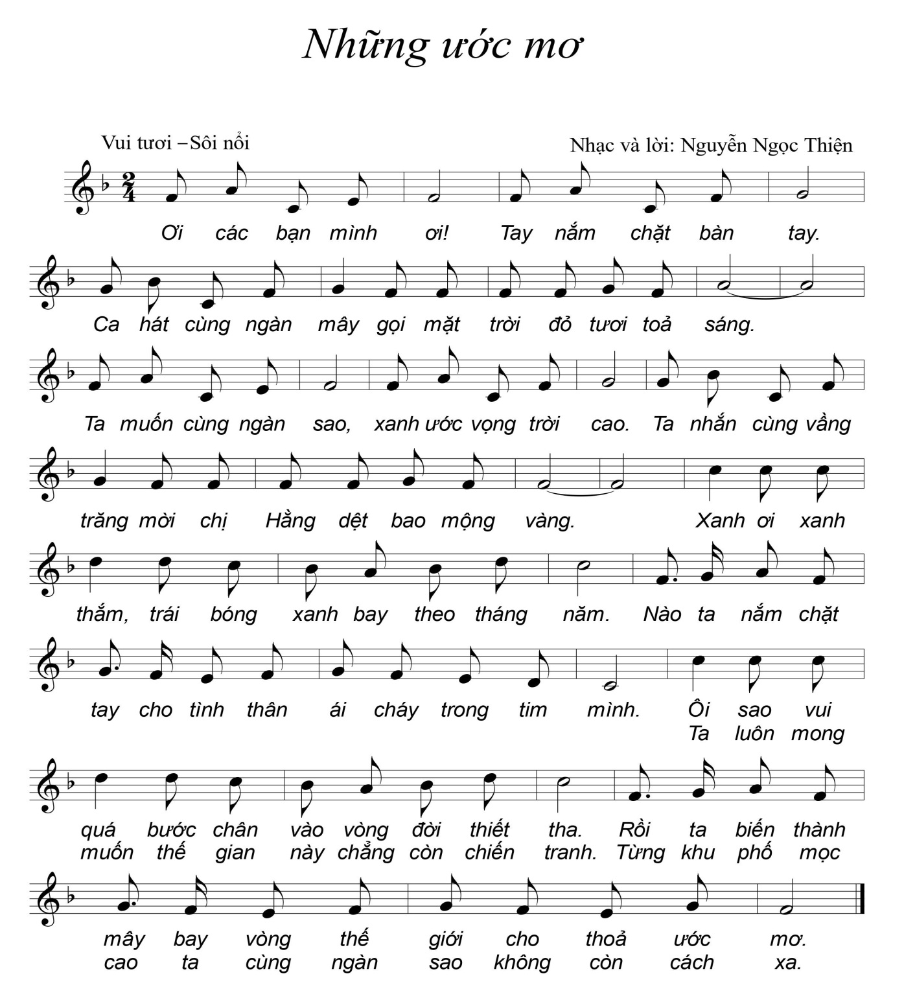 Những ước mơ
Vui tươi – Sôi nổi
Nhạc và lời: Nguyễn Ngọc Thiện
2
4
Ơi các bạn mình ơi! Tay nắm chặt bàn tay.
Ca hát cùng ngàn mây gọi mặt trời đỏ tươi toả sáng.
Ta muốn cùng ngàn sao, xanh ước vọng trời cao. Ta nhắn cùng vầng
trăng mời chị Hằng dệt bao mộng vàng. Xanh ơi xanh
thắm, trái bóng xanh bay theo tháng năm. Nào ta nắm chặt
tay cho tình thân ái cháy trong tim mình. Ôi sao vui
Ta luôn mong
quá bước chân vào vòng đời thiết tha. Rồi ta biến thành
muốn thế gian này chẳng còn chiến tranh. Từng khu phố mọc
mây bay vòng thế giới cho thoả ước mơ.
cao ta cùng ngàn sao không còn cách xa.